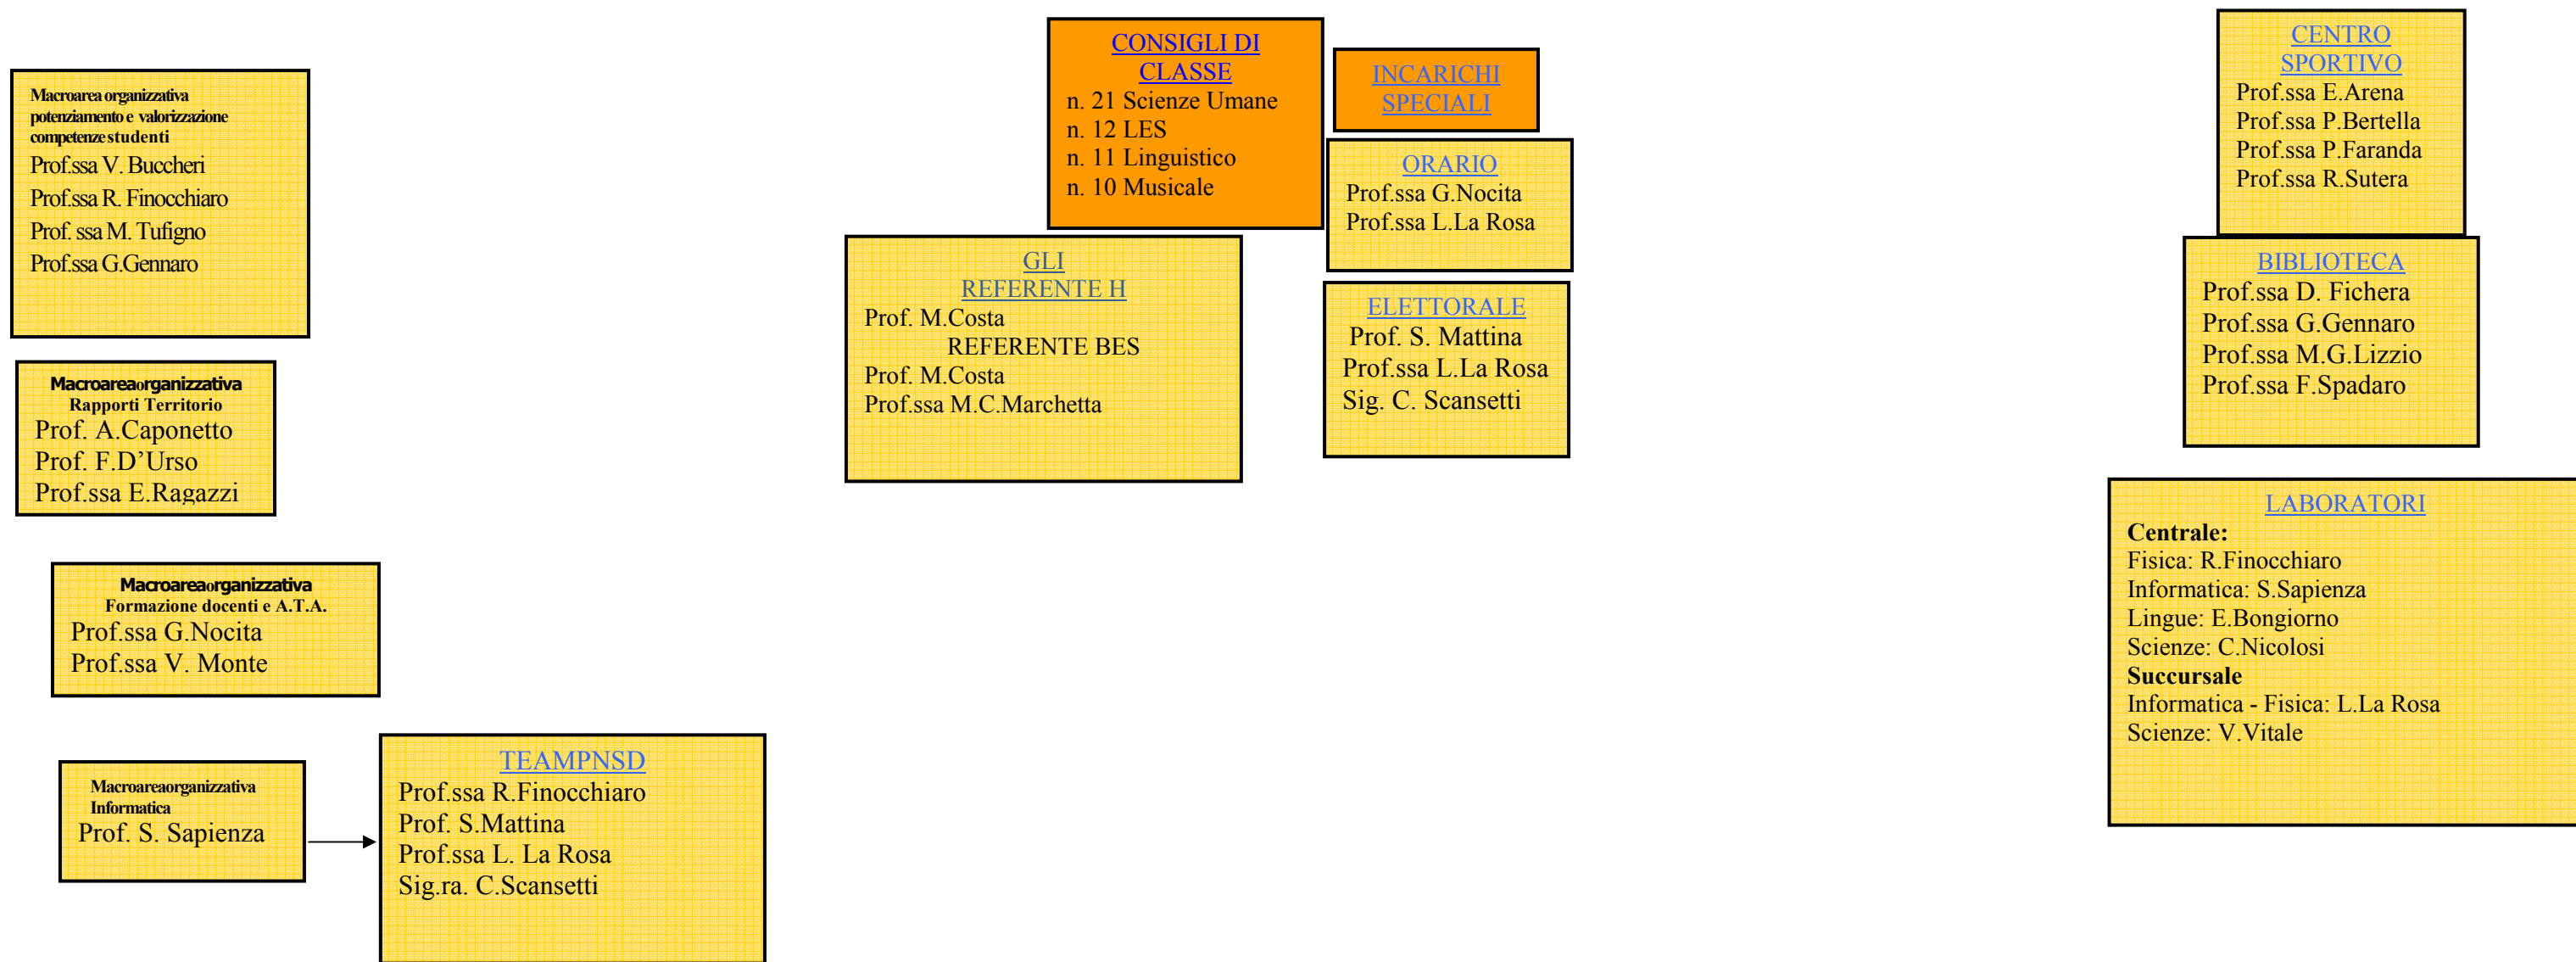 Macroarea organizzativa
potenziamento e valorizzazione
competenze studenti
Prof.ssa V. Buccheri
Prof.ssa R. Finocchiaro
Prof. ssa M. Tufigno
Prof.ssa G.Gennaro
Macroareaorganizzativa
Rapporti Territorio
Prof. A.Caponetto
Prof. F.D’Urso
Prof.ssa E.Ragazzi
Macroareaorganizzativa
Formazione docenti e A.T.A.
Prof.ssa G.Nocita
Prof.ssa V. Monte
Macroareaorganizzativa
Informatica
Prof. S. Sapienza
TEAMPNSD
Prof.ssa R.Finocchiaro
Prof. S.Mattina
Prof.ssa L. La Rosa
Sig.ra. C.Scansetti
CONSIGLI DI
CLASSE
n. 21 Scienze Umane
n. 12 LES
n. 11 Linguistico
n. 10 Musicale
GLI
REFERENTE H
Prof. M.Costa
REFERENTE BES
Prof. M.Costa
Prof.ssa M.C.Marchetta
INCARICHI
SPECIALI
ORARIO
Prof.ssa G.Nocita
Prof.ssa L.La Rosa
ELETTORALE
Prof. S. Mattina
Prof.ssa L.La Rosa
Sig. C. Scansetti
CENTRO
SPORTIVO
Prof.ssa E.Arena
Prof.ssa P.Bertella
Prof.ssa P.Faranda
Prof.ssa R.Sutera
BIBLIOTECA
Prof.ssa D. Fichera
Prof.ssa G.Gennaro
Prof.ssa M.G.Lizzio
Prof.ssa F.Spadaro
LABORATORI
Centrale:
Fisica: R.Finocchiaro
Informatica: S.Sapienza
Lingue: E.Bongiorno
Scienze: C.Nicolosi
Succursale
Informatica - Fisica: L.La Rosa
Scienze: V.Vitale